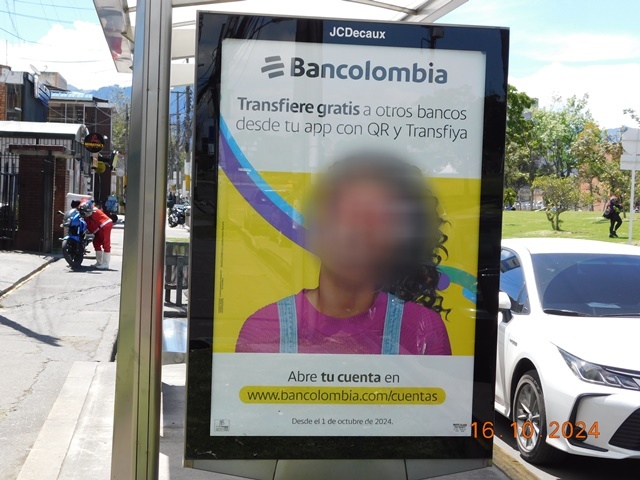 JCDecaux
Bancolombia
Transfiere gratis a otros bancos
desde tu app con QR y Transfiya
Abre tu cuenta en
www.bancolombia.com/cuentas
Desde el 1 de octubre de 2024.
16.10.2024